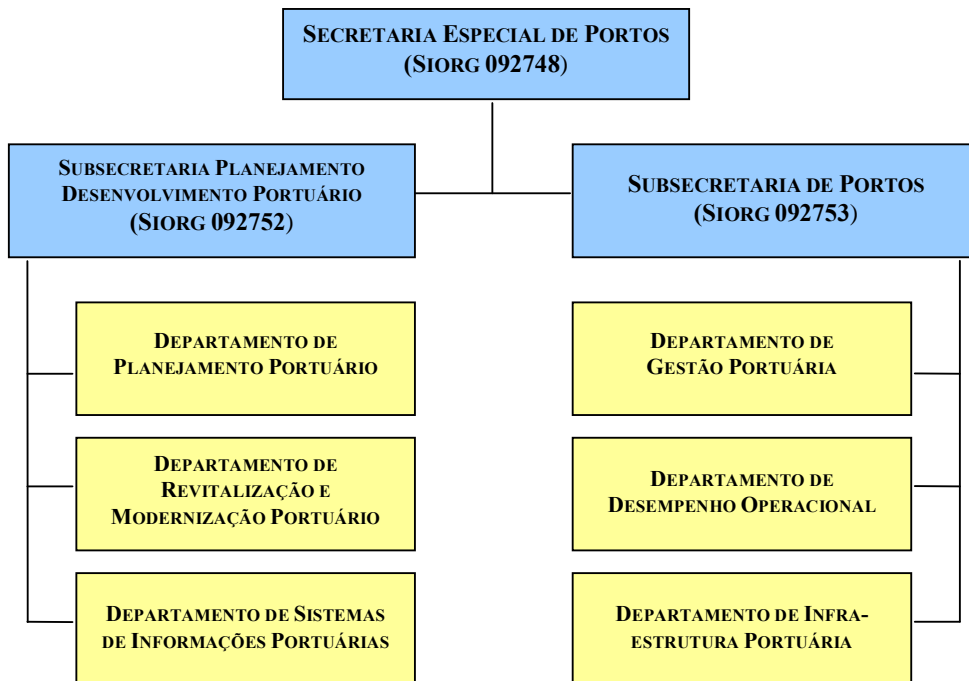 SECRETARIA ESPECIAL DE PORTOS
(SIORG 092748)
SUBSECRETARIA PLANEJAMENTO
DESENVOLVIMENTO PORTUÁRIO
(SIORG 092752)
SUBSECRETARIA DE PORTOS
(SIORG 092753)
DEPARTAMENTO DE
PLANEJAMENTO PORTUÁRIO
DEPARTAMENTO DE
GESTÃO PORTUÁRIA
DEPARTAMENTO DE
REVITALIZAÇÃO E
MODERNIZAÇÃO PORTUÁRIO
DEPARTAMENTO DE
DESEMPENHO OPERACIONAL
DEPARTAMENTO DE SISTEMAS
DE INFORMAÇÕES PORTUÁRIAS
DEPARTAMENTO DE INFRA-
ESTRUTURA PORTUÁRIA